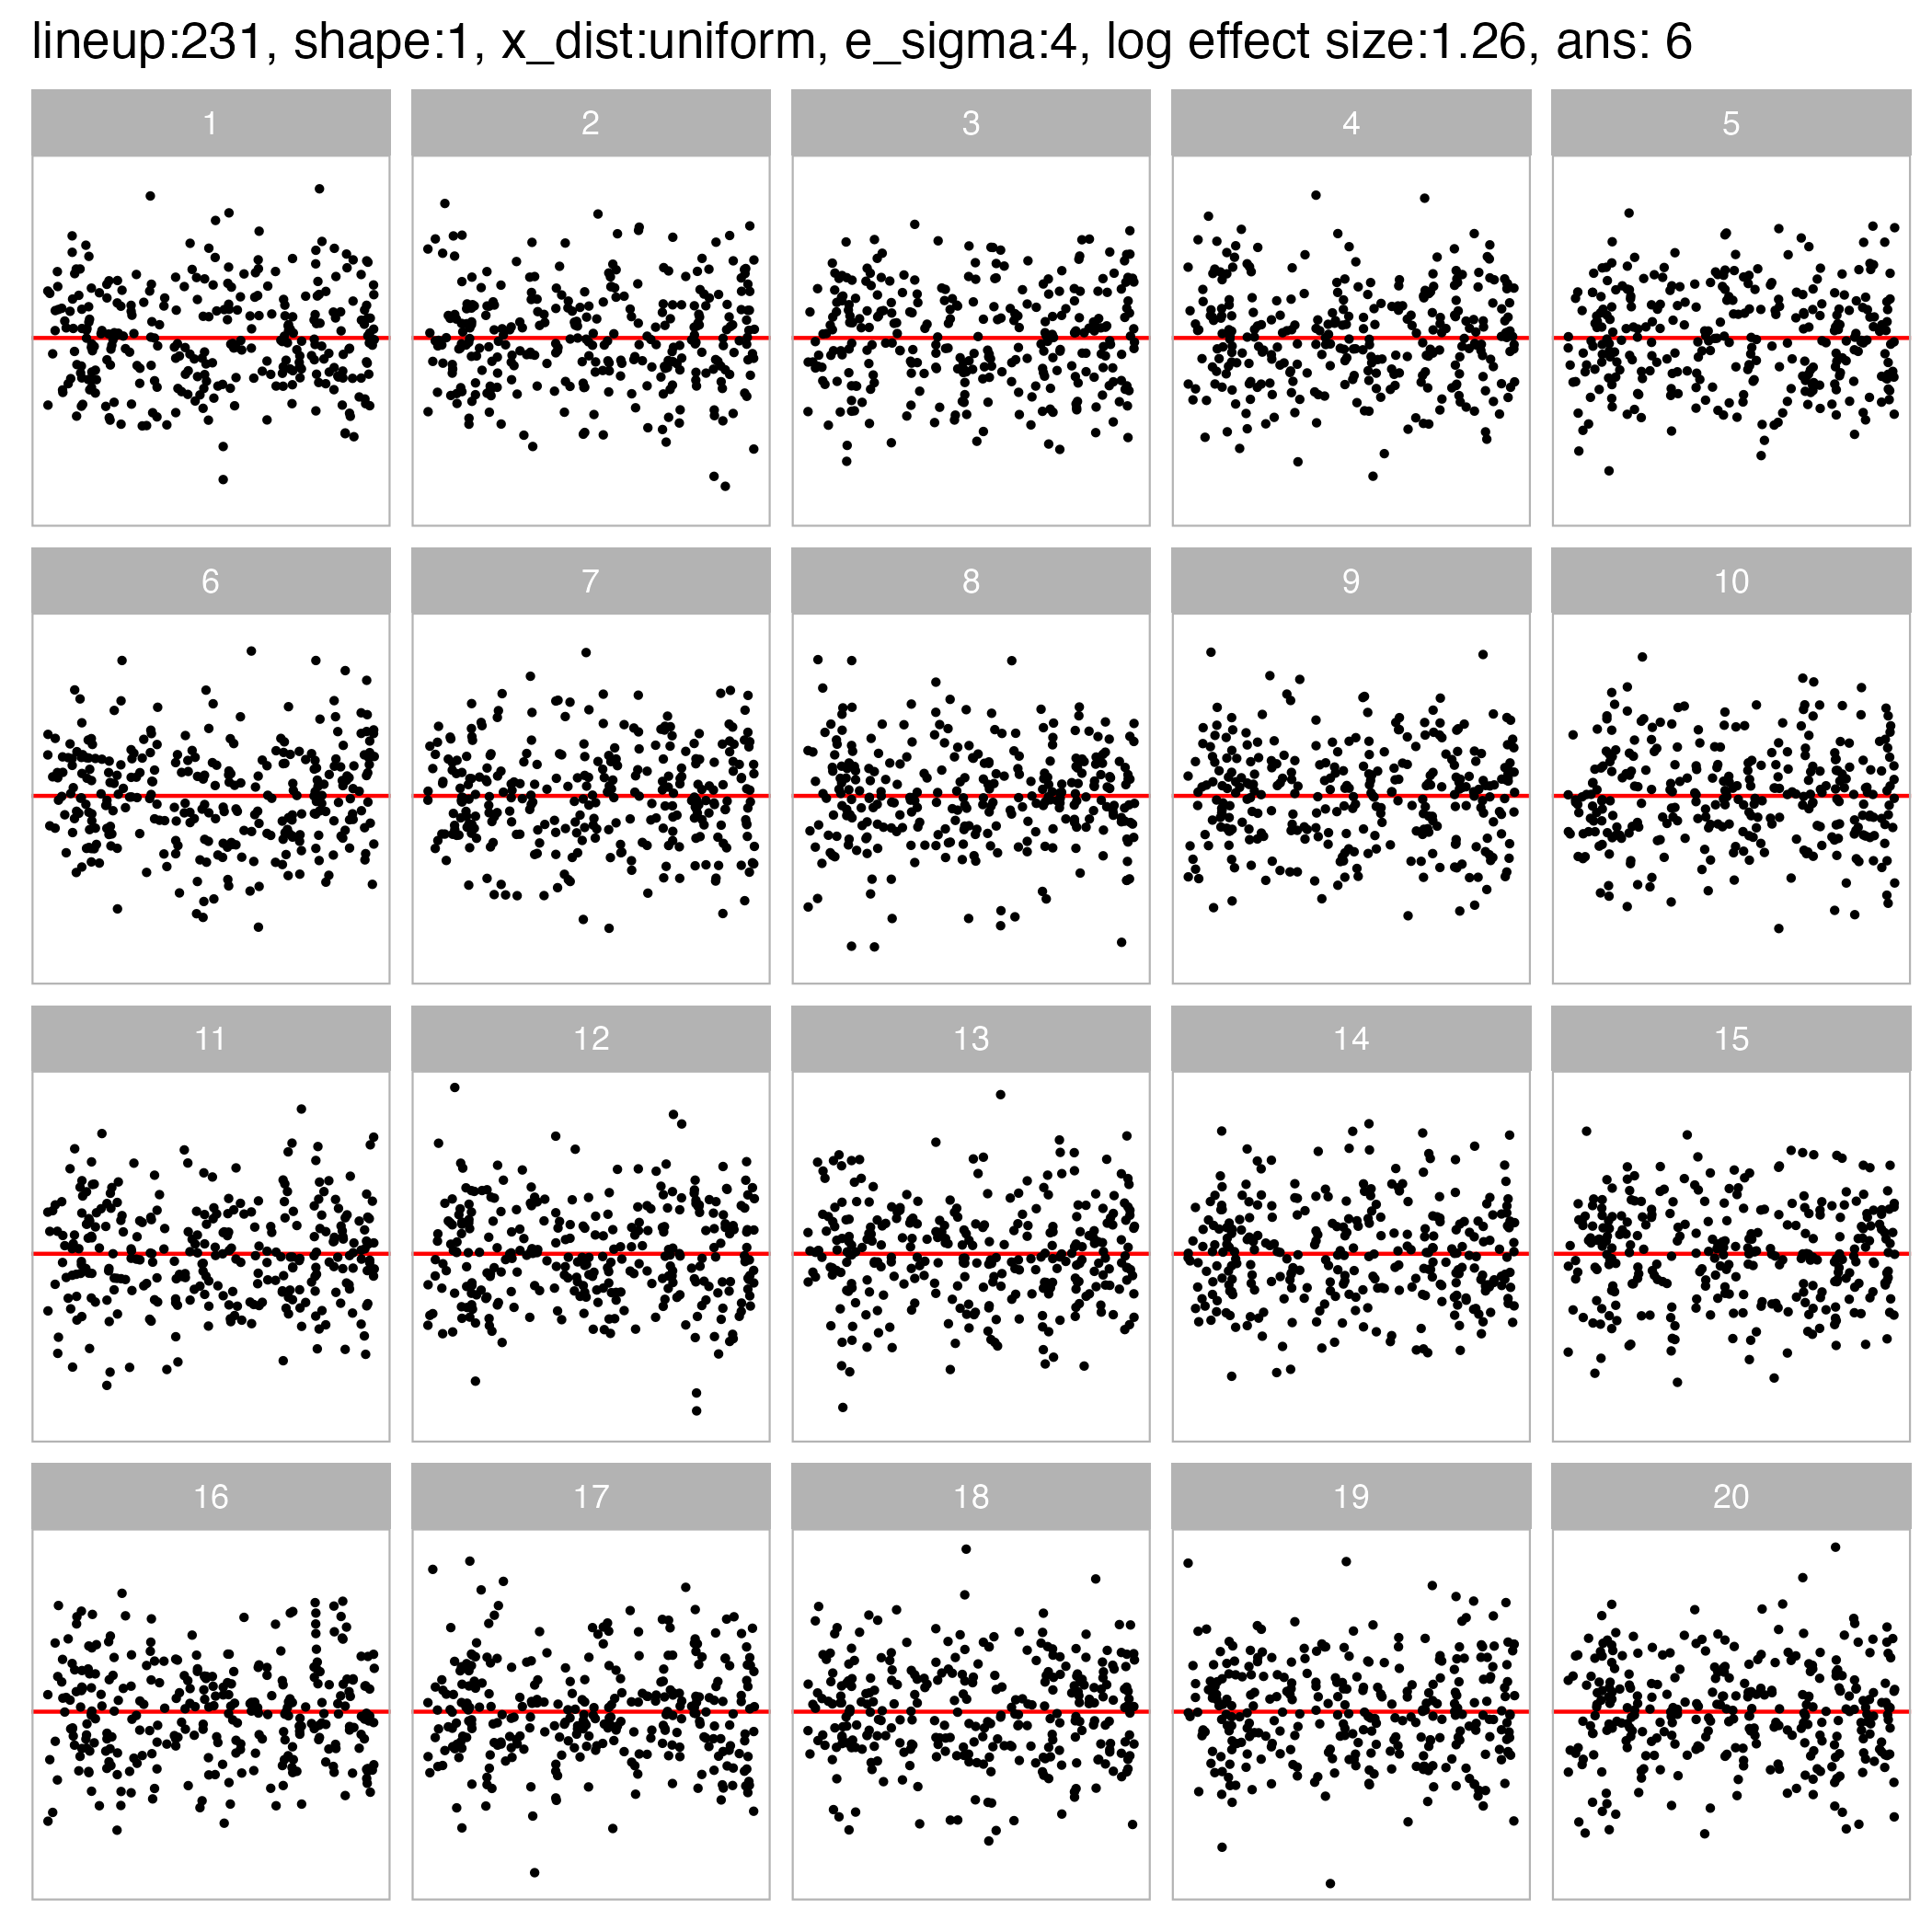 lineup:231, shape:1, x_dist:uniform, e_sigma:4, log effect size:1.26, ans: 6
1 2 3 4 5
6 7 8 9 10
11 12 13 14 15
16 17 18 19 20